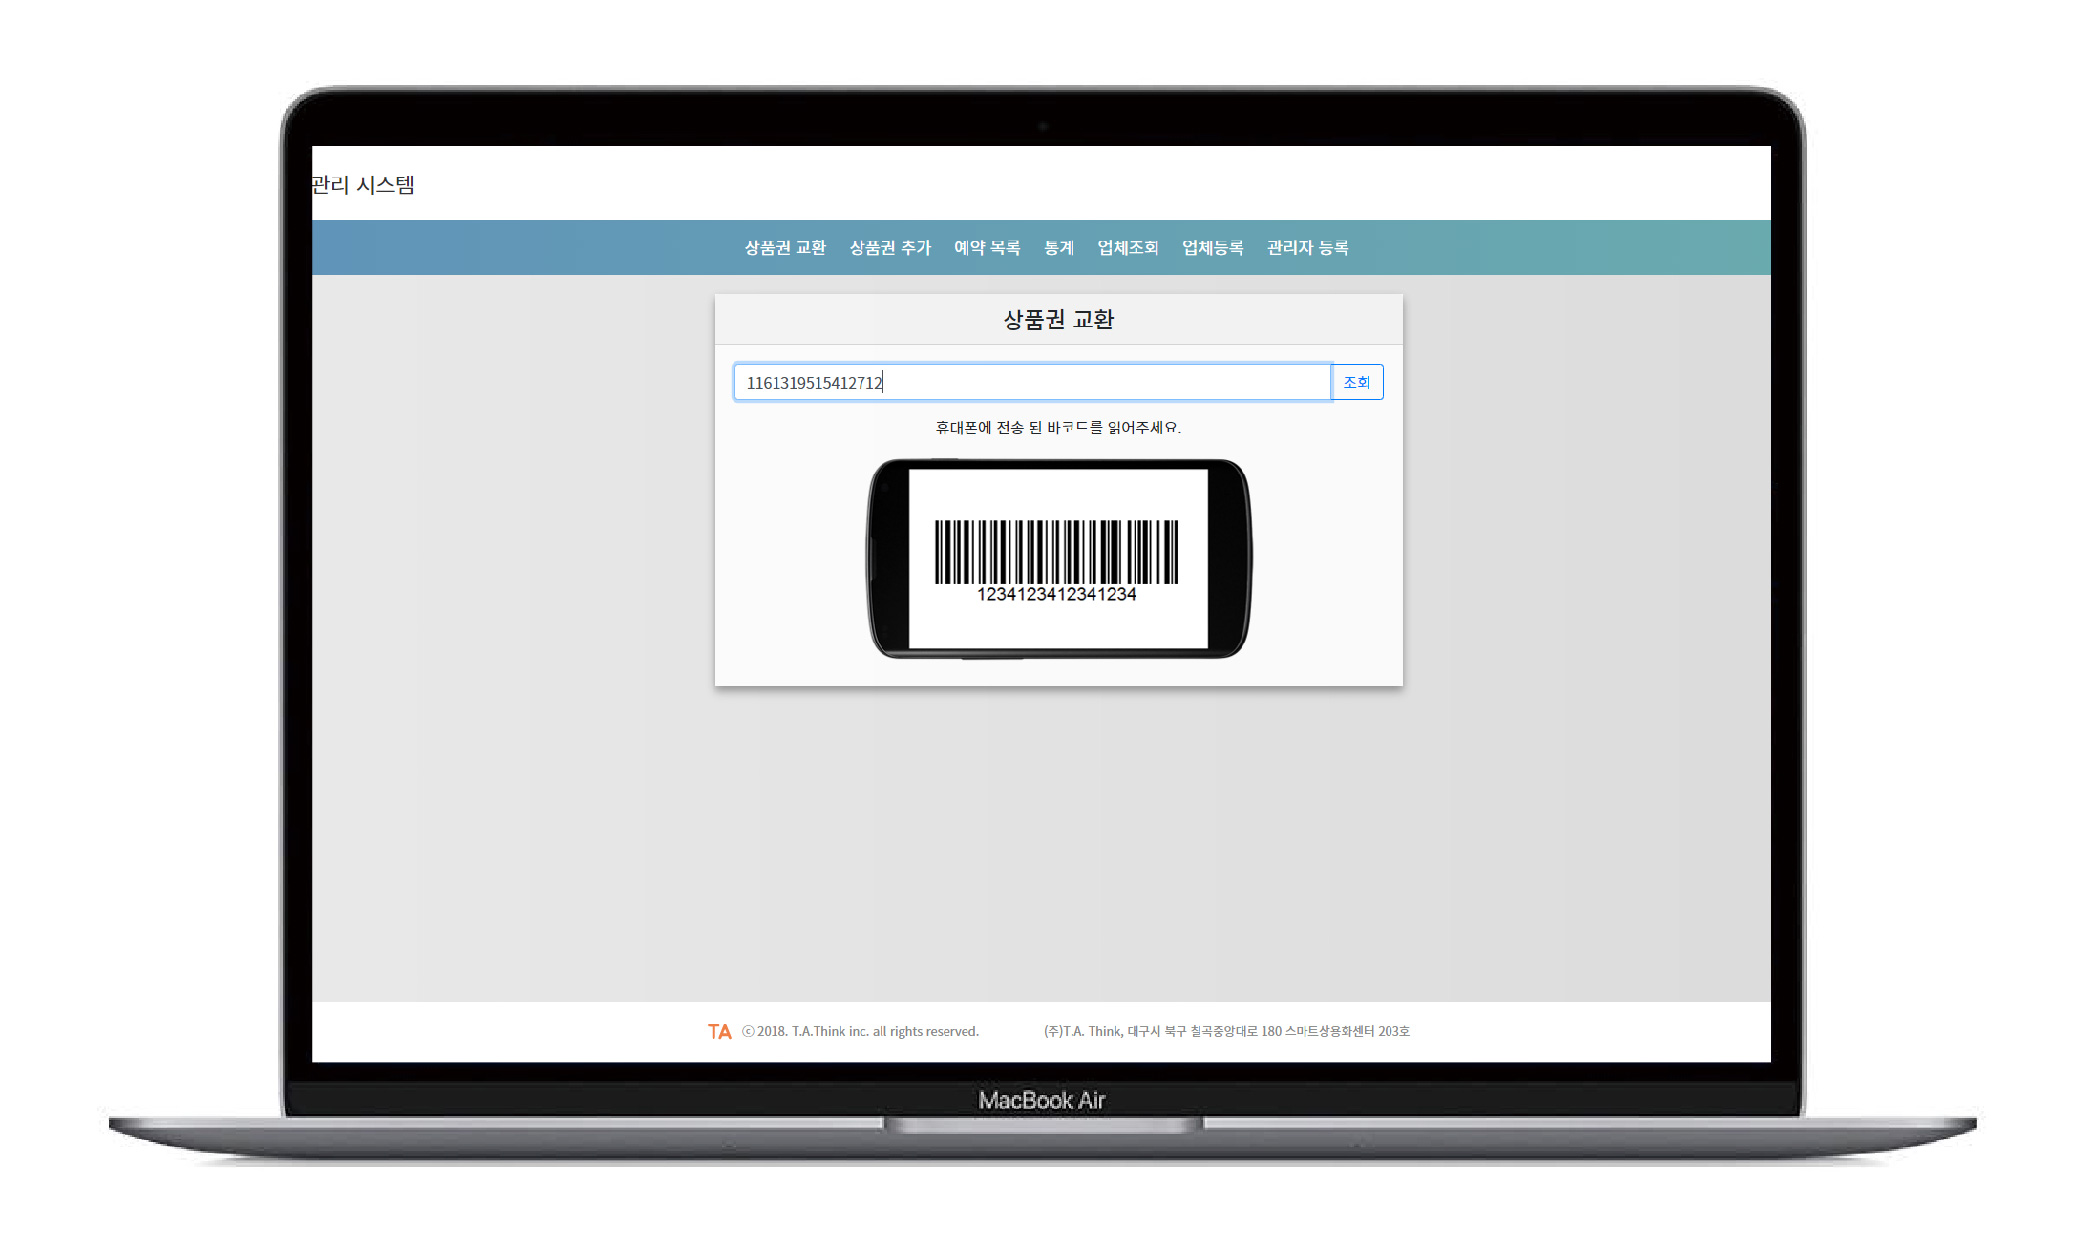 관리 시스템
상품권 교환 상품권 추가 예약 목록 통계 업체조회 업체등록 관리자 등록
상품권 교환
1161319515412712 조회
휴대폰에 전송 된 바코드를 읽어주세요.
1234123412341234
TA ⓒ 2018. T.A.Think inc. all rights reserved. (주)T.A. Think, 대구시 북구 칠곡중앙대로 180 스마트상용화센터 203호
MacBook Air